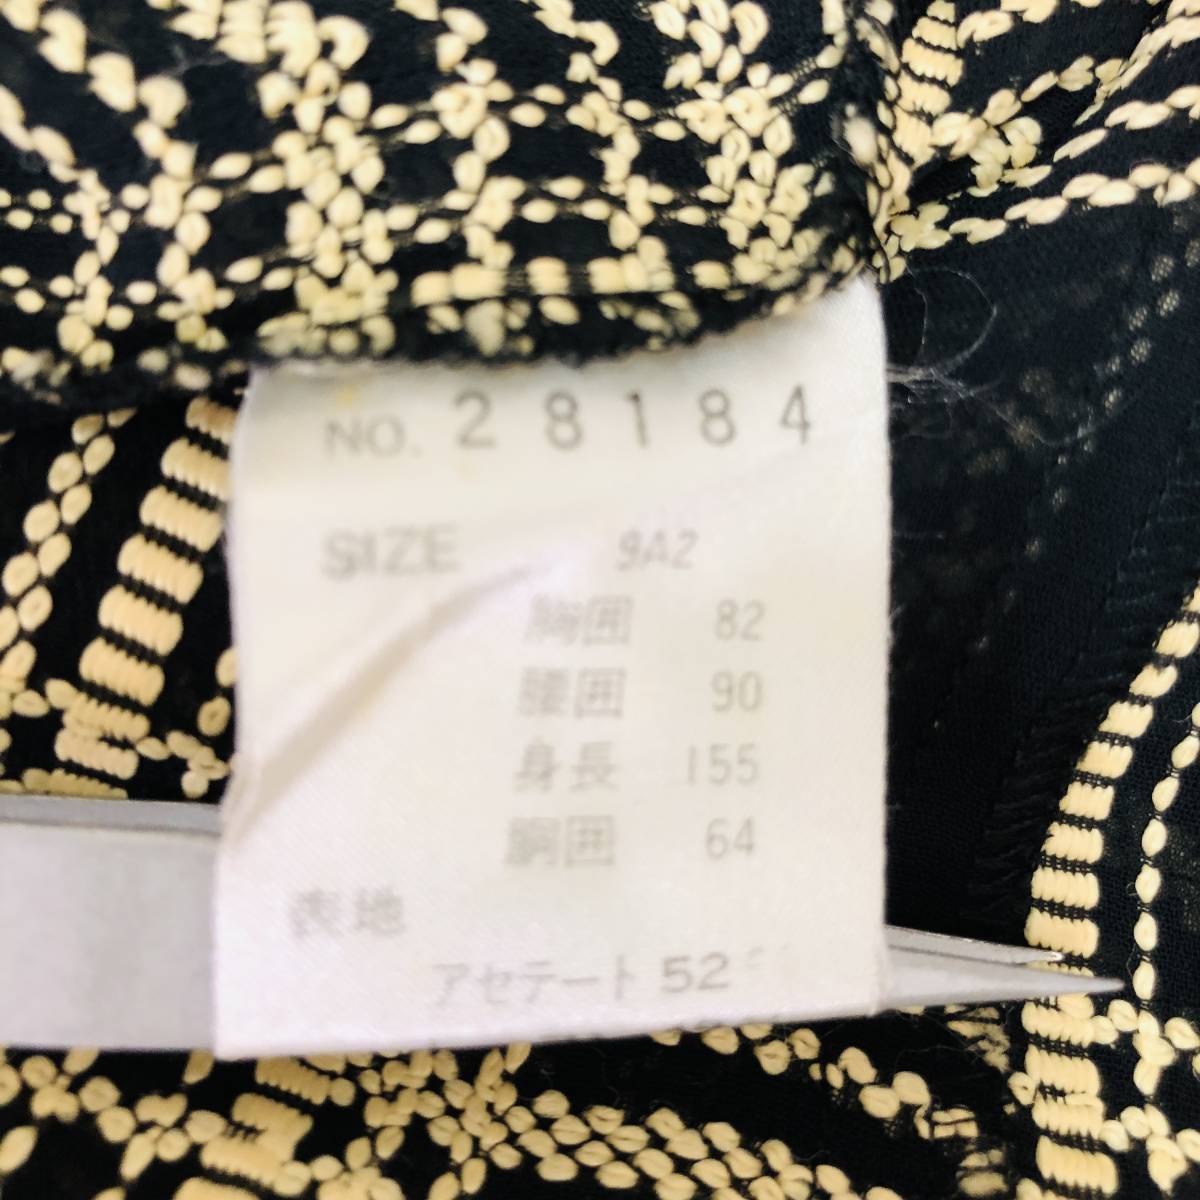 NO. 28184
SIZE 9A2
胸囲 82
腰囲 90
身長 155
胴囲 64
表地
アセテート 52